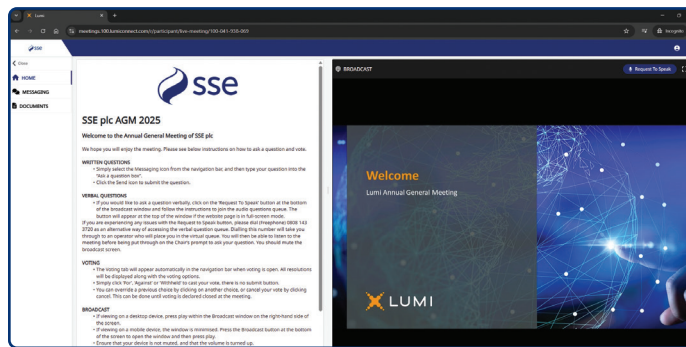 Lumi
meetings.lumiconnect.com/r/participant/live-meeting/100-041-938-069
Incognito
sse
Close
HOME
MESSAGING
DOCUMENTS
sse
SSE plc AGM 2025
Welcome to the Annual General Meeting of SSE plc
We hope you will enjoy the meeting. Please see below instructions on how to ask a question and vote.
WRITTEN QUESTIONS
• Simply select the Messaging icon from the navigation bar, and then type your question into the
"Ask a question box".
• Click the Send icon to submit the question.
VERBAL QUESTIONS
• If you would like to ask a question verbally, click on the 'Request To Speak' button at the bottom
of the broadcast window and follow the instructions to join the audio questions queue. The
button will appear at the top of the window if the website page is in full-screen mode.
If you are experiencing any issues with the Request to Speak button, please dial (Freephone) 0808 143
3720 as an alternative way of assessing the verbal question queue. Dialling this number will take you
through to an operator who will place you in the virtual queue. You will then be able to listen to the
meeting before being put through on the Chair's prompt to ask your question. You should mute the
broadcast screen.
VOTING
• The Voting tab will appear automatically in the navigation bar when voting is open. All resolutions
will be displayed along with the voting options.
• Simply click 'For', 'Against' or 'Withheld' to cast your vote, there is no submit button.
• You can override a previous choice by clicking on another choice, or cancel your vote by clicking
cancel. This can be done until voting is declared closed at the meeting.
BROADCAST
• If viewing on a desktop device, press play within the Broadcast window on the right-hand side of
the screen.
• If viewing on a mobile device, the window is minimised. Press the Broadcast button at the bottom
of the screen to open the window and then press play.
• Ensure that your device is not muted, and that the volume is turned up.
BROADCAST
Request To Speak
Welcome
Lumi Annual General Meeting
LUMI